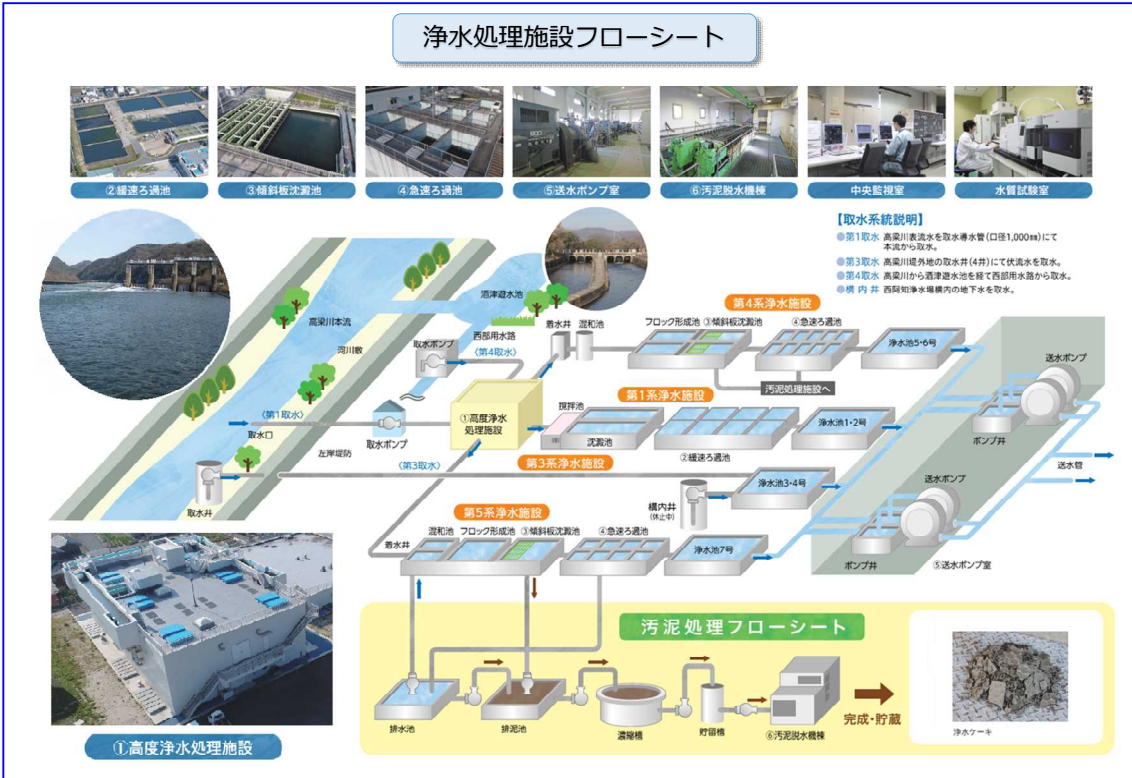 浄水処理施設フローシート
②緩速ろ過池
③傾斜板沈澱池
④急速ろ過池
⑤送水ポンプ室
⑥汚泥脱水機棟
中央監視室
水質試験室
【取水系統説明】
●第1取水 高梁川表流水を取水導水管(口径1,000㎜)にて
本流から取水。
●第3取水 高梁川堤外地の取水井(4井)にて伏流水を取水。
●第4取水 高梁川から酒津遊水池を経て西部用水路から取水。
●構内井 西阿知浄水場構内の地下水を取水。
酒津遊水池
高梁川本流
河川敷
西部用水路
取水ポンプ
〈第4取水〉
着水井
混和池
第4系浄水施設
フロック形成池
③傾斜板沈澱池
④急速ろ過池
浄水池5・6号
汚泥処理施設へ
送水ポンプ
ポンプ井
〈第1取水〉
取水口
取水ポンプ
左岸堤防
①高度浄水
処理施設
第1系浄水施設
撹拌池
沈澱池
②緩速ろ過池
浄水池1・2号
〈第3取水〉
第3系浄水施設
取水井
構内井
(休止中)
浄水池3・4号
送水ポンプ
送水管
第5系浄水施設
着水井
混和池
フロック形成池
③傾斜板沈澱池
④急速ろ過池
浄水池7号
ポンプ井
⑤送水ポンプ室
汚泥処理フローシート
排水池
排泥池
濃縮槽
貯留槽
⑥汚泥脱水機棟
完成・貯蔵
浄水ケーキ
①高度浄水処理施設